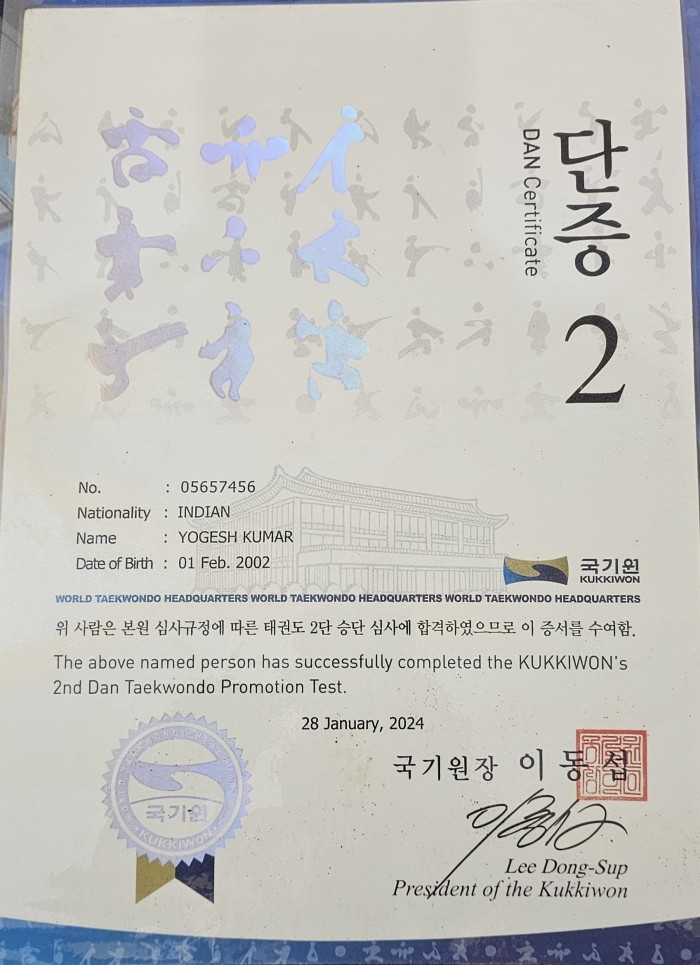 단증
DAN Certificate
2
No. : 05657456
Nationality : INDIAN
Name : YOGESH KUMAR
Date of Birth : 01 Feb. 2002
국기원
KUKKIWON
WORLD TAEKWONDO HEADQUARTERS WORLD TAEKWONDO HEADQUARTERS WORLD TAEKWONDO HEADQUARTERS
위 사람은 본원 심사규정에 따른 태권도 2단 승단 심사에 합격하였으므로 이 증서를 수여함.
The above named person has successfully completed the KUKKIWON's
2nd Dan Taekwondo Promotion Test.
28 January, 2024
국기원장 이동섭
국기원
KUKKIWON
Lee Dong-Sup
President of the Kukkiwon